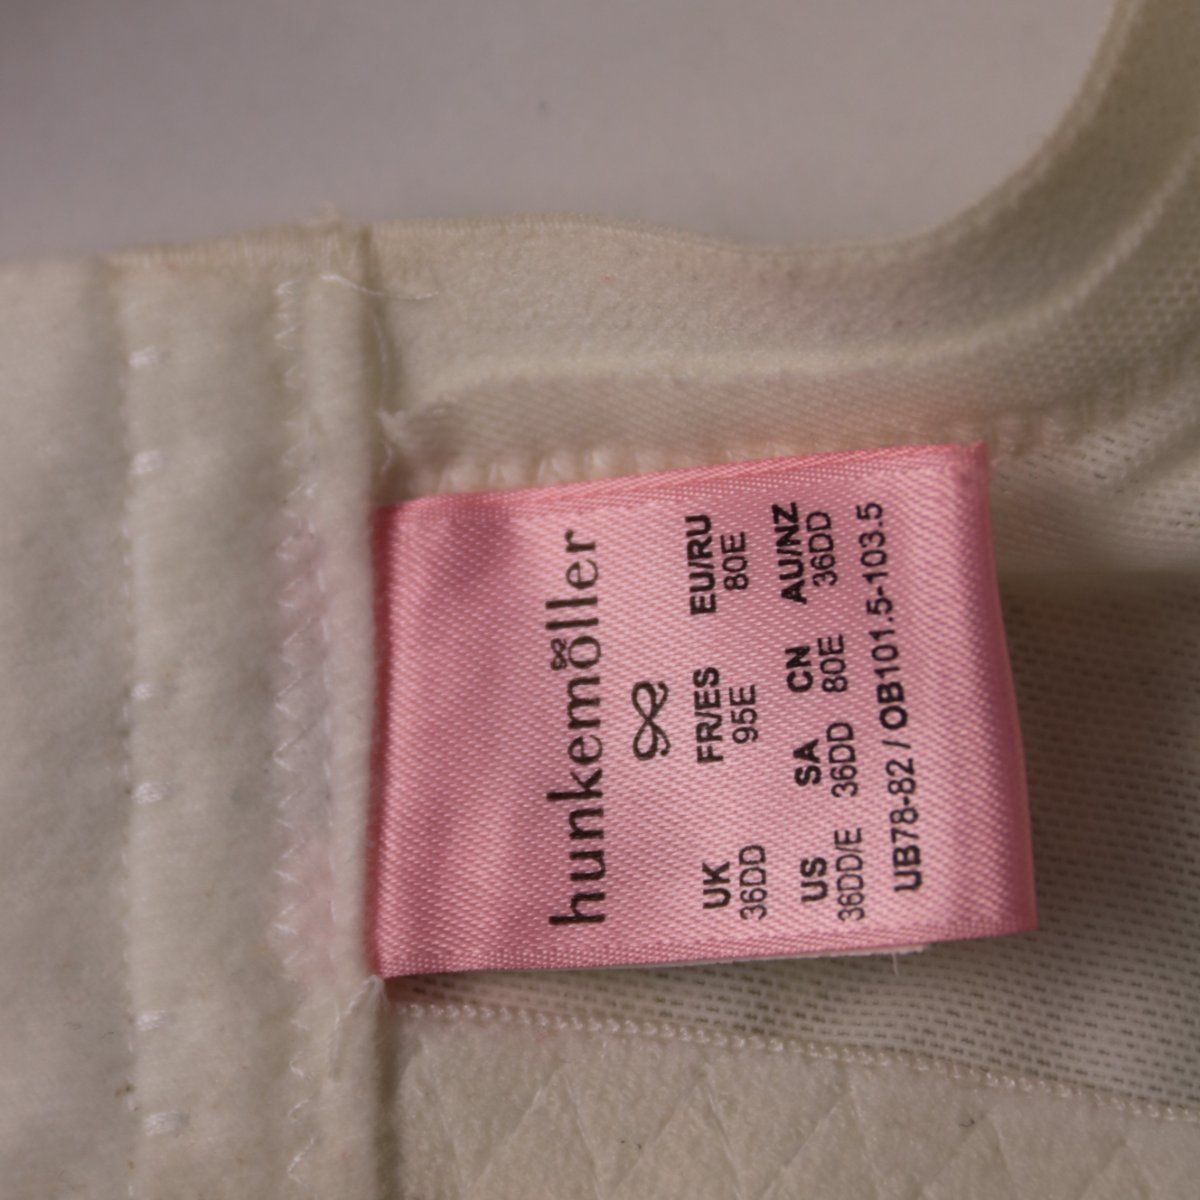 hunkemöller
UK FR/ES EU/RU
36DD 95E 80E
US SA CN AU/NZ
36DD/E 36DD 80E 36DD
UB78-82 / OB101.5-103.5